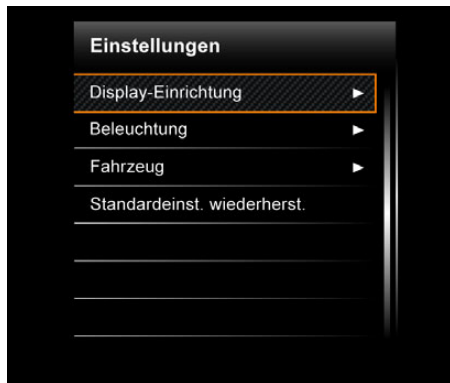 Einstellungen
Display-Einrichtung
Beleuchtung
Fahrzeug
Standardeinst. wiederherst.